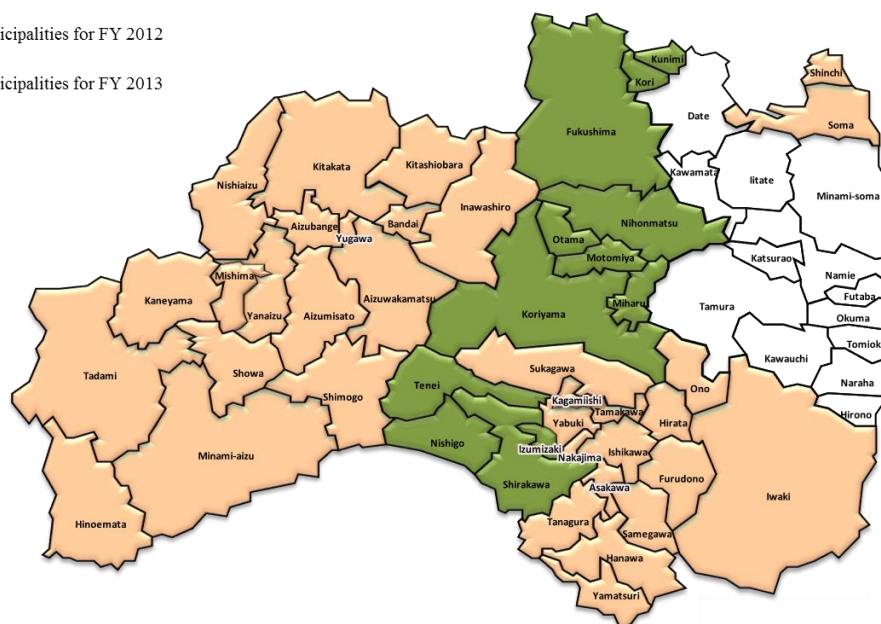 icipalities for FY 2012
icipalities for FY 2013
Kunimi
Kori
Shinchi
Date
Soma
Fukushima
Kitakata
Kitashiobara
Kawamata
Iitate
Nishiaizu
Minami-soma
Inawashiro
Aizubange
Bandai
Nihonmatsu
Yugawa
Otama
Motomiya
Katsurao
Mishima
Namie
Kaneyama
Aizuwakamatsu
Futaba
Miharu
Tamura
Yanaizu
Aizumisato
Koriyama
Okuma
Tomiok
Kawauchi
Sukagawa
Tadami
Showa
Tenei
Ono
Naraha
Shimogo
Kagamiishi
Tamakawa
Hirono
Yabuki
Hirata
Nishigo
Izumizaki
Ishikawa
Minami-aizu
Nakajima
Furudono
Shirakawa
Asakawa
Iwaki
Hinoemata
Tanagura
Samegawa
Hanawa
Yamatsuri